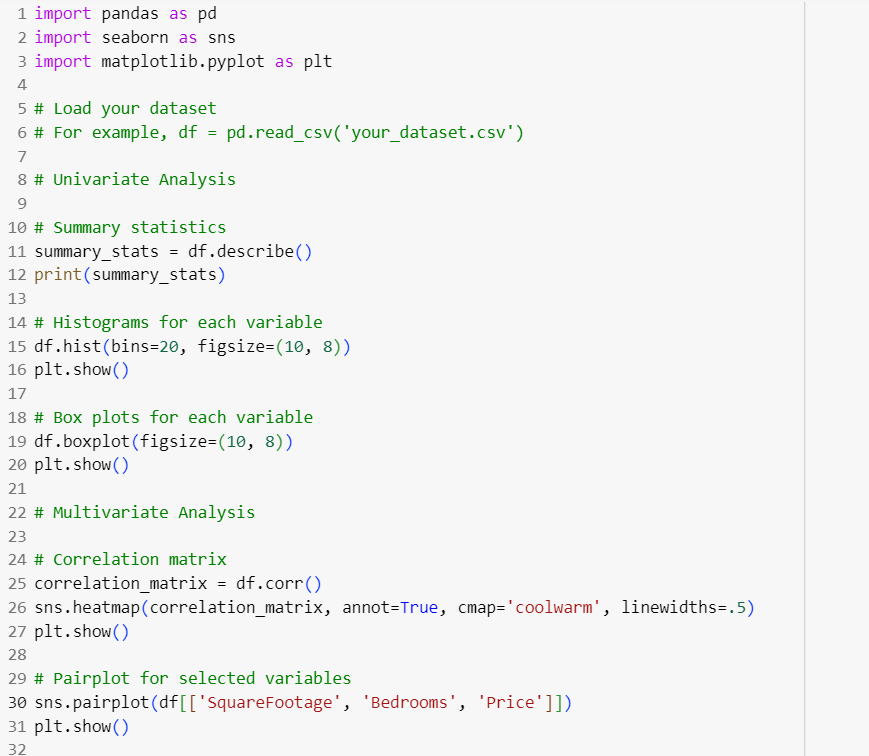 1 import pandas as pd
2 import seaborn as sns
3 import matplotlib.pyplot as plt
4
5 # Load your dataset
6 # For example, df = pd.read_csv('your_dataset.csv')
7
8 # Univariate Analysis
9
10 # Summary statistics
11 summary_stats = df.describe()
12 print(summary_stats)
13
14 # Histograms for each variable
15 df.hist(bins=20, figsize=(10, 8))
16 plt.show()
17
18 # Box plots for each variable
19 df.boxplot(figsize=(10, 8))
20 plt.show()
21
22 # Multivariate Analysis
23
24 # Correlation matrix
25 correlation_matrix = df.corr()
26 sns.heatmap(correlation_matrix, annot=True, cmap='coolwarm', linewidths=.5)
27 plt.show()
28
29 # Pairplot for selected variables
30 sns.pairplot(df[['SquareFootage', 'Bedrooms', 'Price']])
31 plt.show()
32